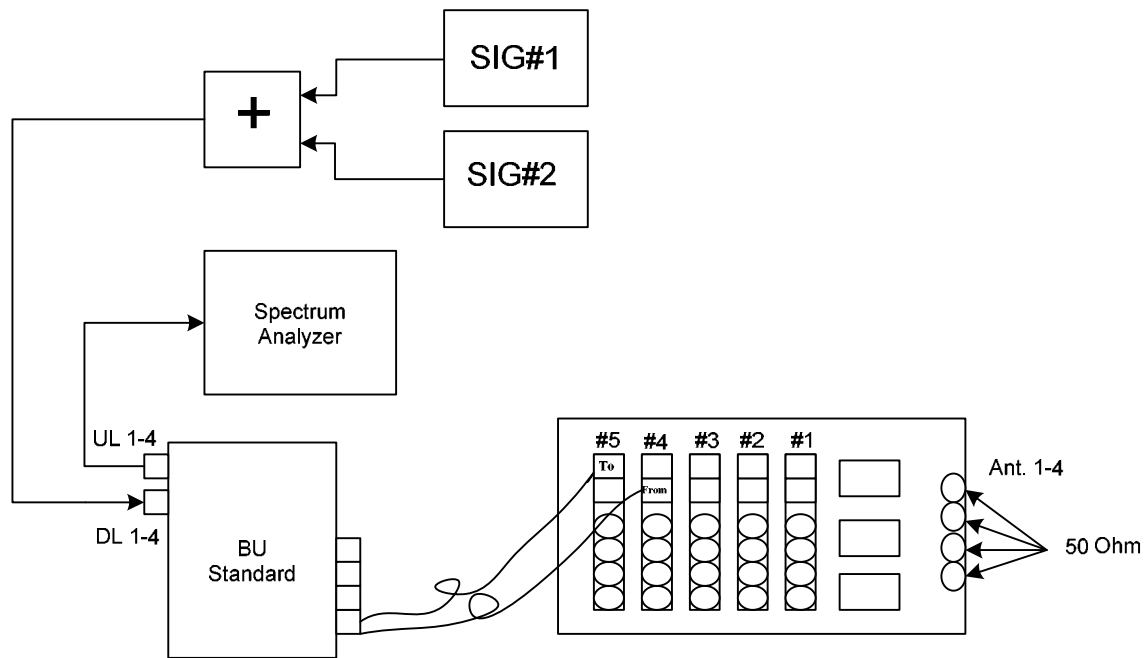 SIG#1
+
SIG#2
Spectrum
Analyzer
UL 1-4
DL 1-4
BU
Standard
#5 #4 #3 #2 #1
To
From
Ant. 1-4
50 Ohm